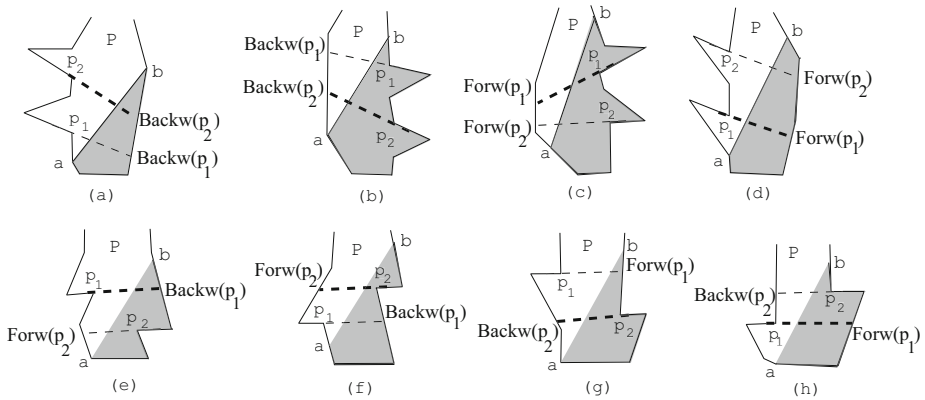 P
b
p2
Backw(p2)
p1
Backw(p1)
a
(a)
P
b
Backw(p1)
p1
Backw(p2)
p2
a
(b)
P
b
p1
Forw(p1)
p2
Forw(p2)
a
(c)
P
b
p2
Forw(p2)
p1
Forw(p1)
a
(d)
P
b
p1
Backw(p1)
p2
Forw(p2)
a
(e)
P
b
Forw(p2)
p2
p1
Backw(p1)
a
(f)
P
b
Forw(p1)
p1
Backw(p2)
p2
a
(g)
P
b
Backw(p2)
p2
p1
Forw(p1)
a
(h)